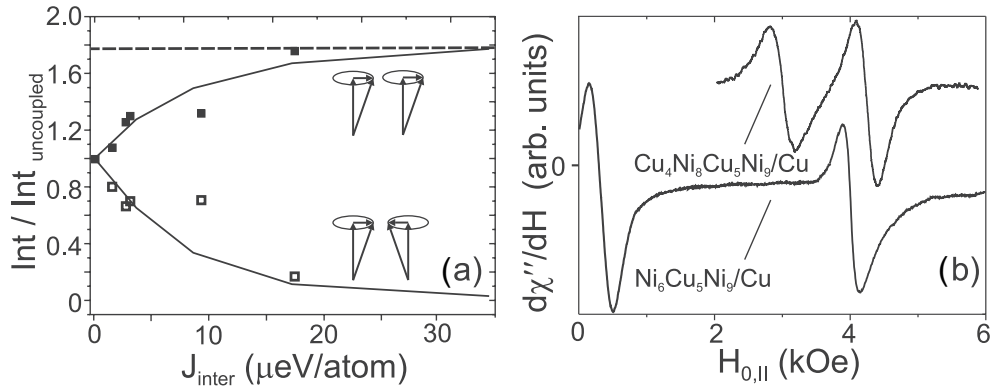 2.0
1.6
1.2
0.8
0.4
0
Int / Int uncoupled
(a)
0 10 20 30
J_inter (μeV/atom)
(b)
dχ''/dH (arb. units)
0
Cu₄Ni₈Cu₅Ni₉/Cu
Ni₆Cu₅Ni₉/Cu
0 2 4 6
H₀,II (kOe)